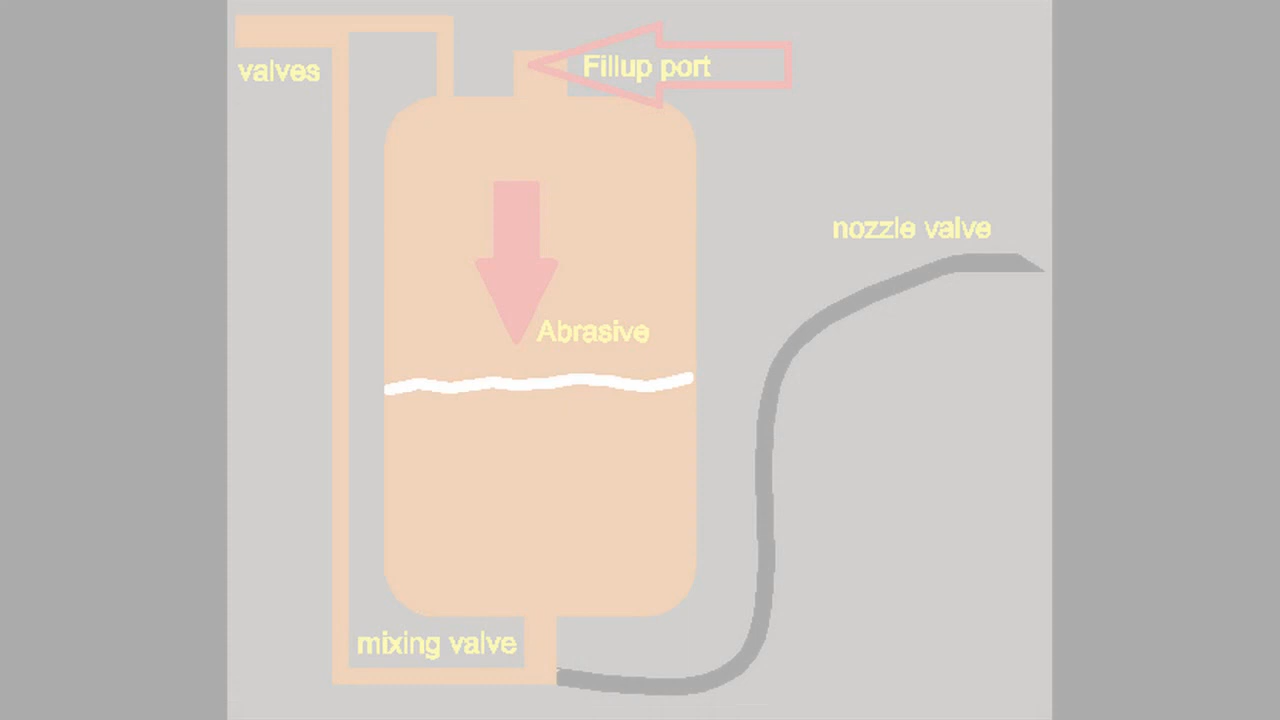 Fillup port
valves
nozzle valve
Abrasive
mixing valve